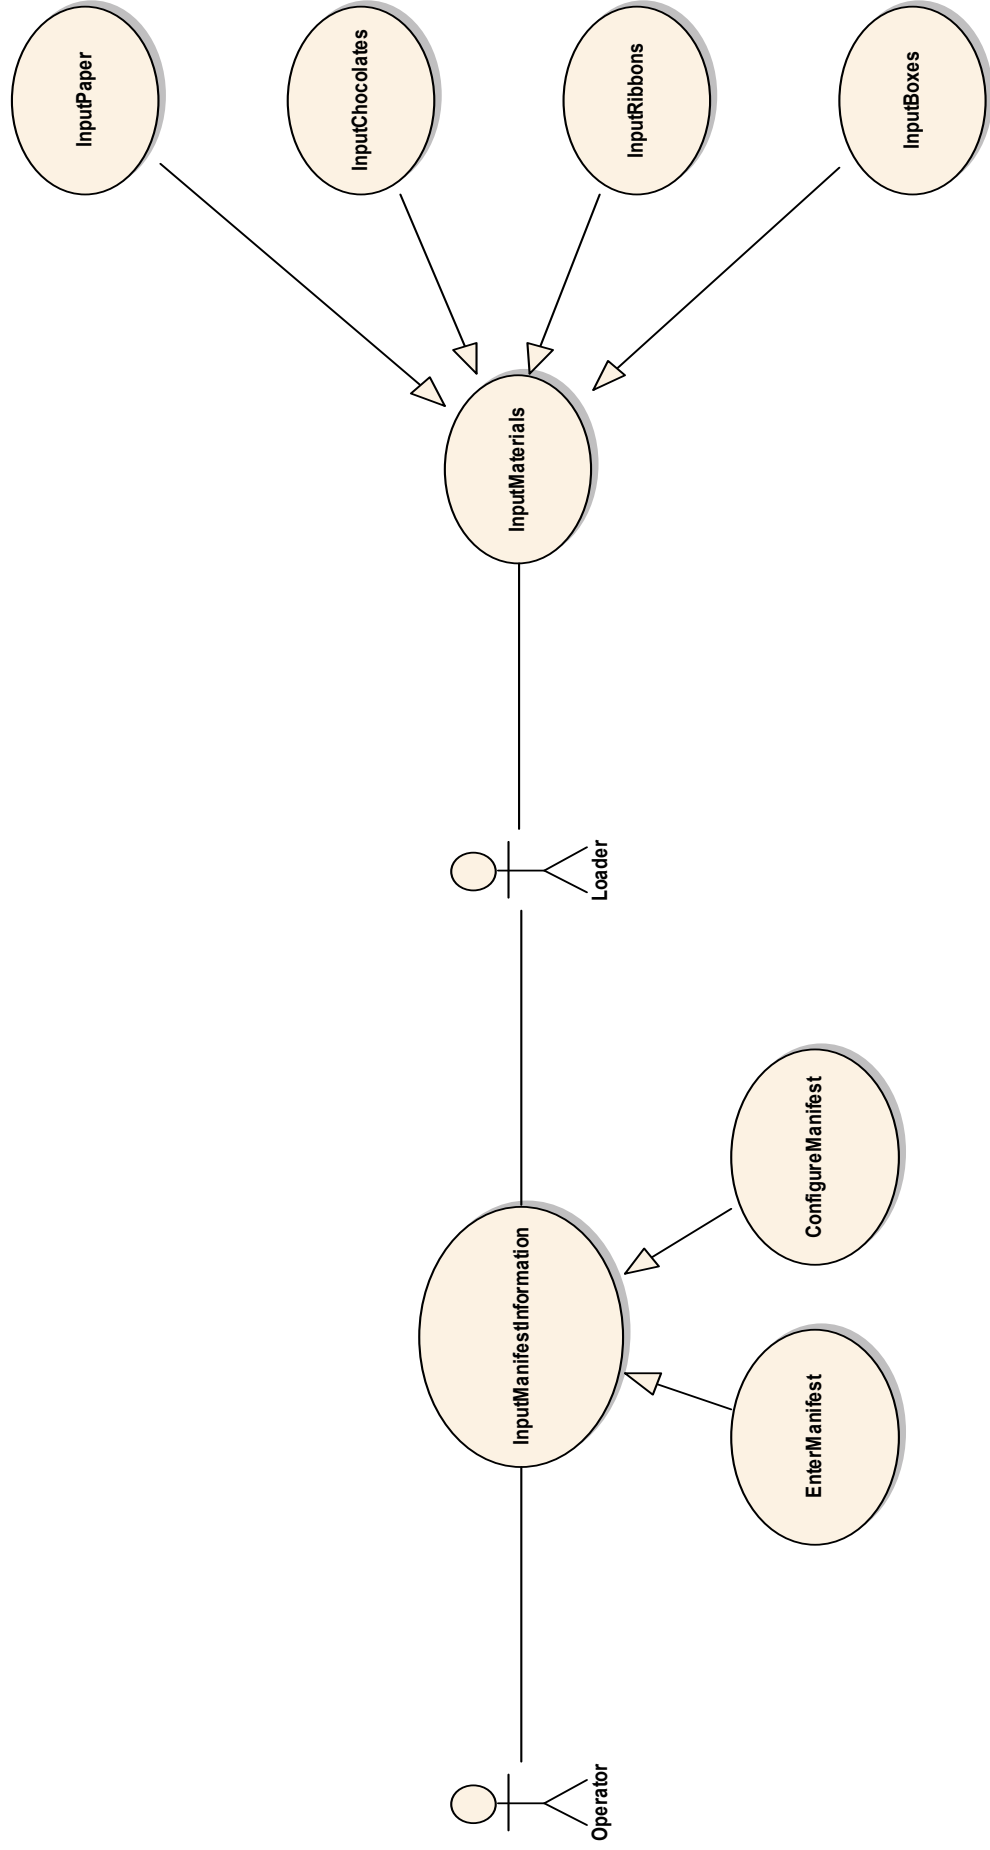 InputPaper
InputChocolates
InputRibbons
InputBoxes
InputMaterials
Loader
InputManifestInformation
ConfigureManifest
EnterManifest
Operator